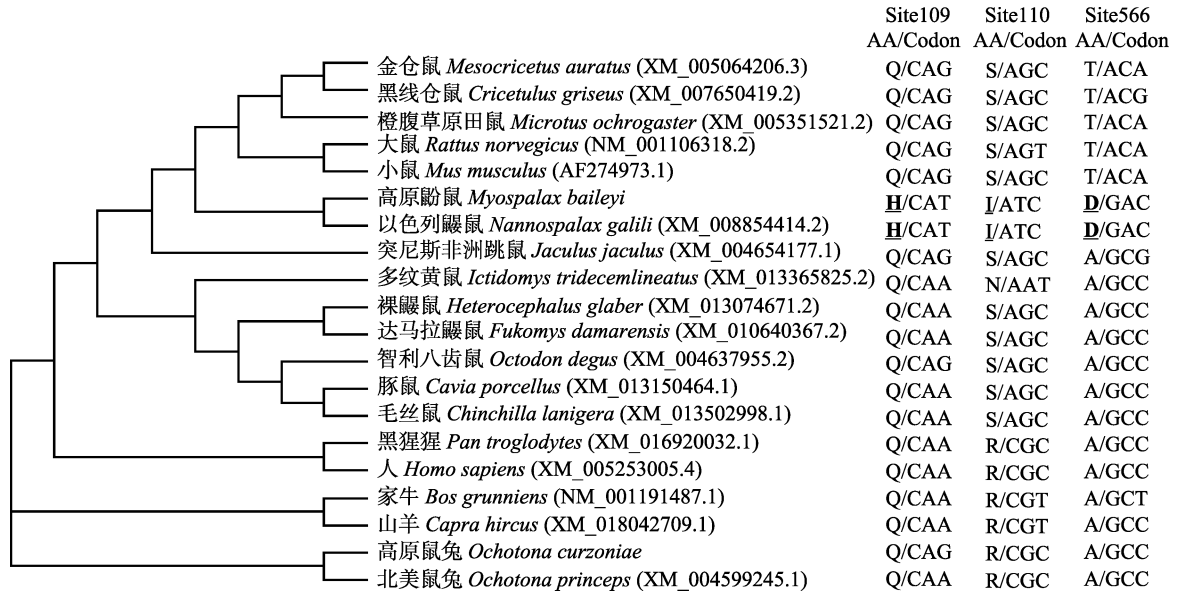 Site109 Site110 Site566
AA/Codon AA/Codon AA/Codon
金仓鼠 Mesocricetus auratus (XM_005064206.3) Q/CAG S/AGC T/ACA
黑线仓鼠 Cricetulus griseus (XM_007650419.2) Q/CAG S/AGC T/ACG
橙腹草原田鼠 Microtus ochrogaster (XM_005351521.2) Q/CAG S/AGC T/ACA
大鼠 Rattus norvegicus (NM_001106318.2) Q/CAG S/AGT T/ACA
小鼠 Mus musculus (AF274973.1) Q/CAG S/AGC T/ACA
高原鼢鼠 Myospalax baileyi H/CAT I/ATC D/GAC
以色列鼹鼠 Nannospalax galili (XM_008854414.2) H/CAT I/ATC D/GAC
突尼斯非洲跳鼠 Jaculus jaculus (XM_004654177.1) Q/CAG S/AGC A/GCG
多纹黄鼠 Ictidomys tridecemlineatus (XM_013365825.2) Q/CAA N/AAT A/GCC
裸鼹鼠 Heterocephalus glaber (XM_013074671.2) Q/CAA S/AGC A/GCC
达马拉鼹鼠 Fukomys damarensis (XM_010640367.2) Q/CAA S/AGC A/GCC
智利八齿鼠 Octodon degus (XM_004637955.2) Q/CAG S/AGC A/GCC
豚鼠 Cavia porcellus (XM_013150464.1) Q/CAA S/AGC A/GCC
毛丝鼠 Chinchilla lanigera (XM_013502998.1) Q/CAA S/AGC A/GCC
黑猩猩 Pan troglodytes (XM_016920032.1) Q/CAA R/CGC A/GCC
人 Homo sapiens (XM_005253005.4) Q/CAA R/CGC A/GCC
家牛 Bos grunniens (NM_001191487.1) Q/CAA R/CGT A/GCT
山羊 Capra hircus (XM_018042709.1) Q/CAA R/CGT A/GCC
高原鼠兔 Ochotona curzoniae Q/CAG R/CGC A/GCC
北美鼠兔 Ochotona princeps (XM_004599245.1) Q/CAA R/CGC A/GCC